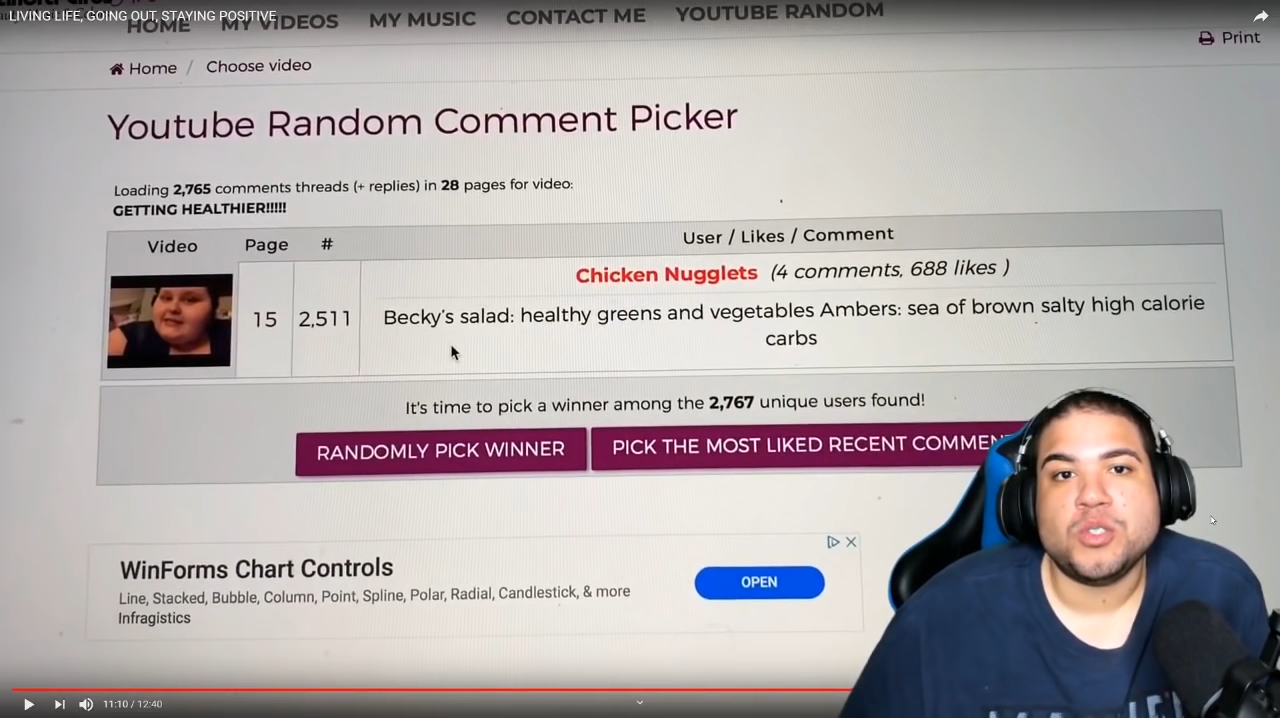 LIVING LIFE, GOING OUT, STAYING POSITIVE
HOME MY VIDEOS MY MUSIC CONTACT ME YOUTUBE RANDOM
Print
Home / Choose video
Youtube Random Comment Picker
Loading 2,765 comments threads (+ replies) in 28 pages for video:
GETTING HEALTHIER!!!!!
Video Page # User / Likes / Comment
Chicken Nugglets (4 comments, 688 likes )
15 2,511 Becky's salad: healthy greens and vegetables Ambers: sea of brown salty high calorie
carbs
It's time to pick a winner among the 2,767 unique users found!
RANDOMLY PICK WINNER PICK THE MOST LIKED RECENT COMMEN
WinForms Chart Controls
Line, Stacked, Bubble, Column, Point, Spline, Polar, Radial, Candlestick, & more
Infragistics
OPEN
11:10 / 12:40